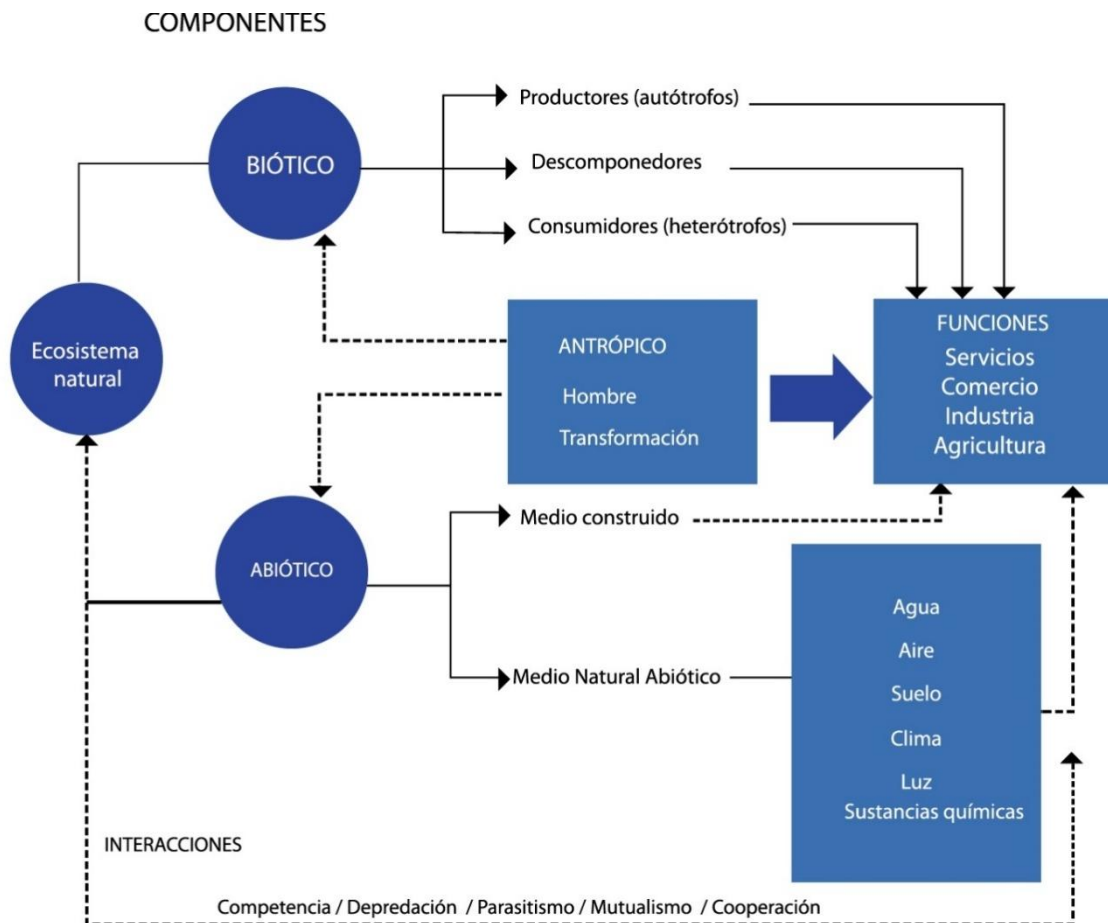 COMPONENTES
Productores (autótrofos)
BIÓTICO
Descomponedores
Consumidores (heterótrofos)
Ecosistema
natural
ANTRÓPICO
Hombre
Transformación
FUNCIONES
Servicios
Comercio
Industria
Agricultura
Medio construido
ABIÓTICO
Medio Natural Abiótico
Agua
Aire
Suelo
Clima
Luz
Sustancias químicas
INTERACCIONES
Competencia / Depredación / Parasitismo / Mutualismo / Cooperación